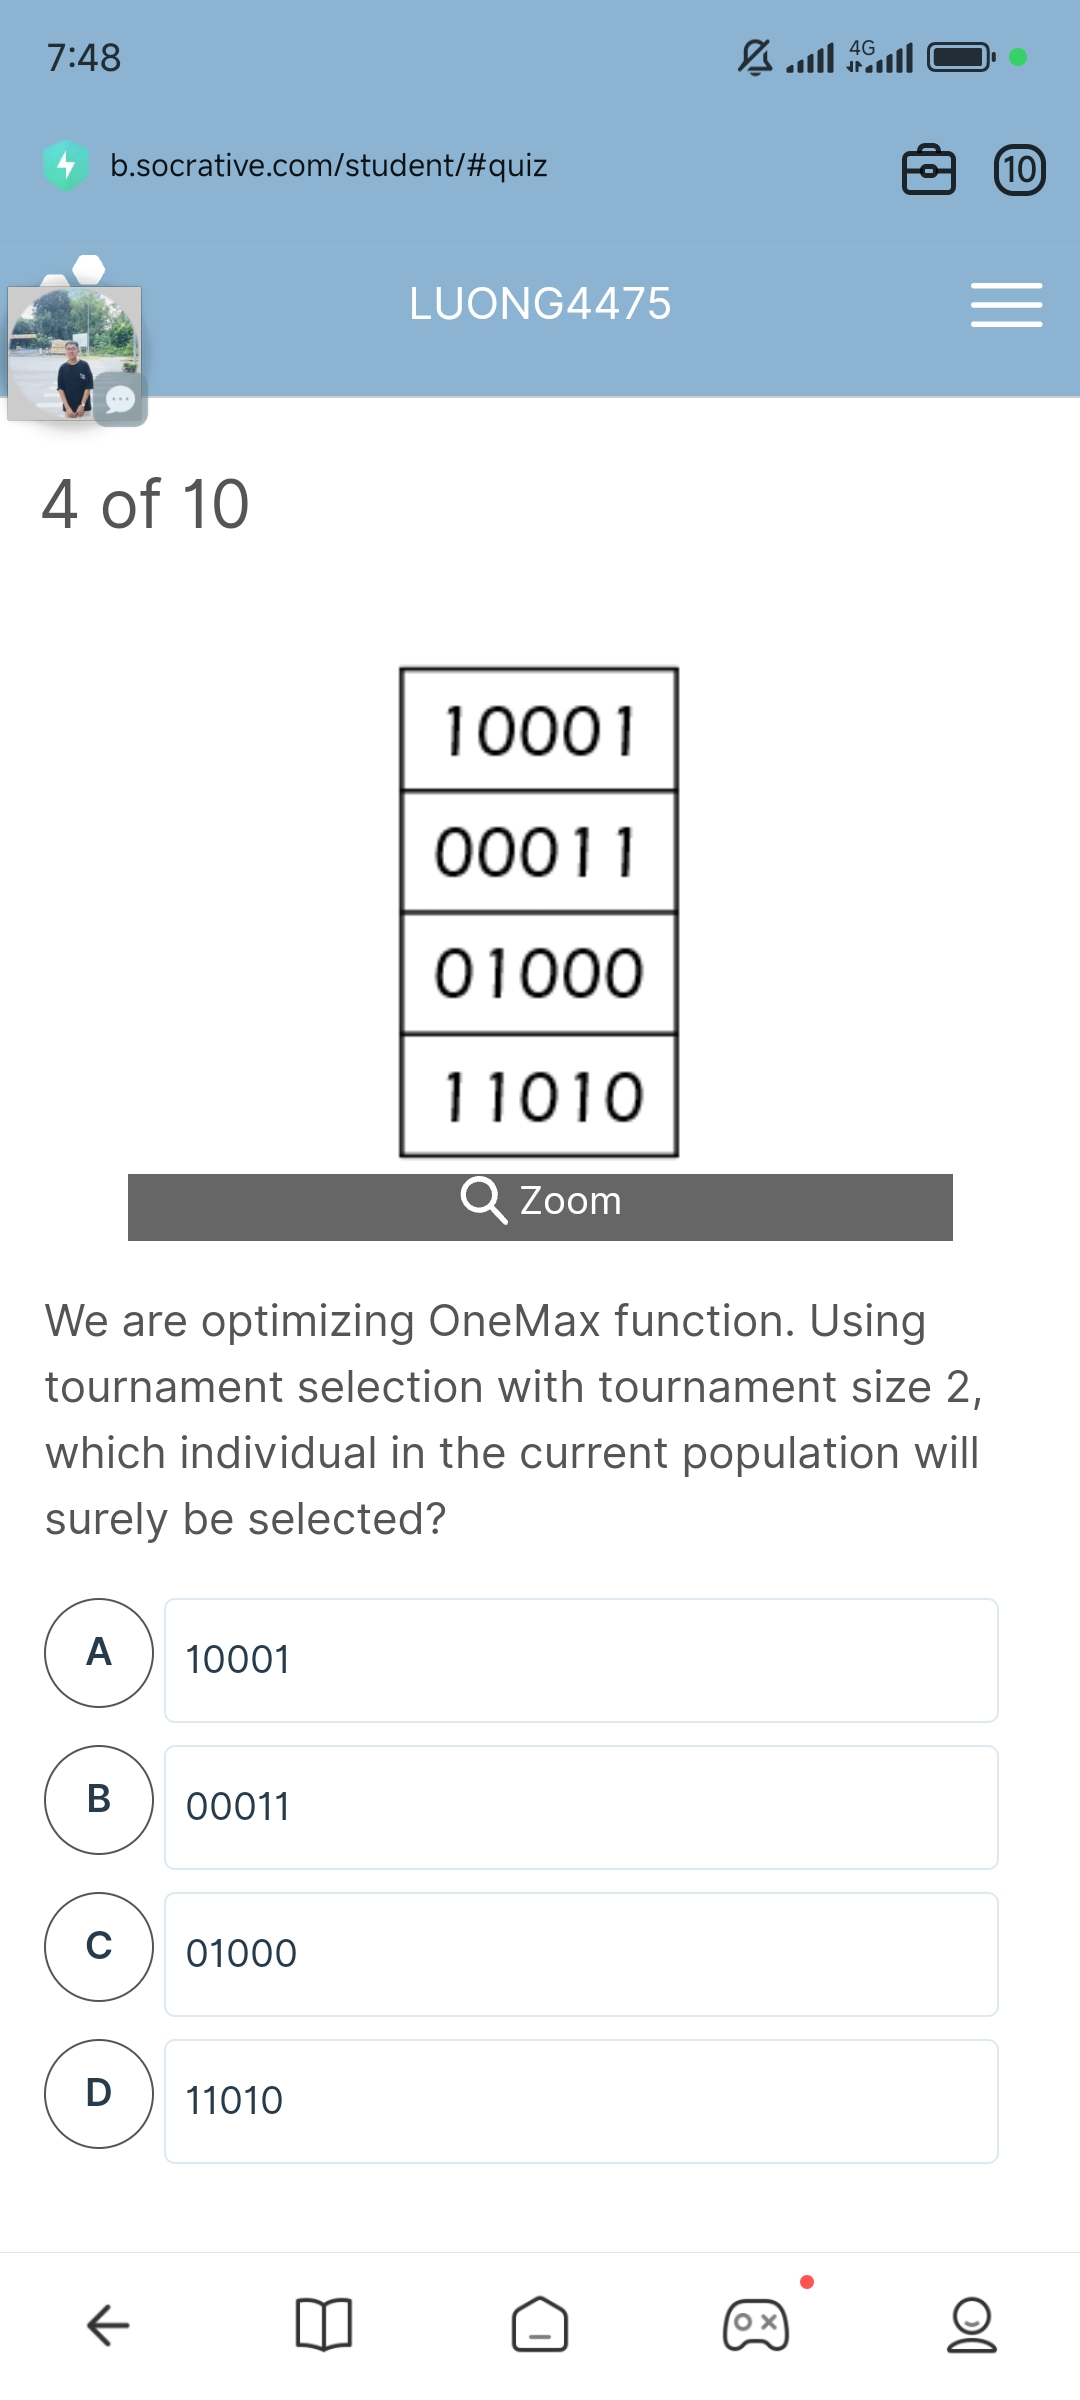 7:48
4G
b.socrative.com/student/#quiz
10
LUONG4475
4 of 10
10001
00011
01000
11010
Zoom
We are optimizing OneMax function. Using
tournament selection with tournament size 2,
which individual in the current population will
surely be selected?
A 10001
B 00011
C 01000
D 11010